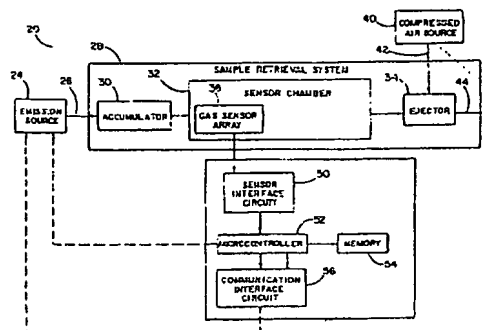 20
40
COMPRESSED
AIR SOURCE
42
28
SAMPLE RETRIEVAL SYSTEM
24
26
30
32
SENSOR CHAMBER
36
34
44
EMISSION
SOURCE
ACCUMULATOR
GAS SENSOR
ARRAY
EJECTOR
50
SENSOR
INTERFACE
CIRCUIT
52
MICROCONTROLLER
MEMORY
54
56
COMMUNICATION
INTERFACE
CIRCUIT